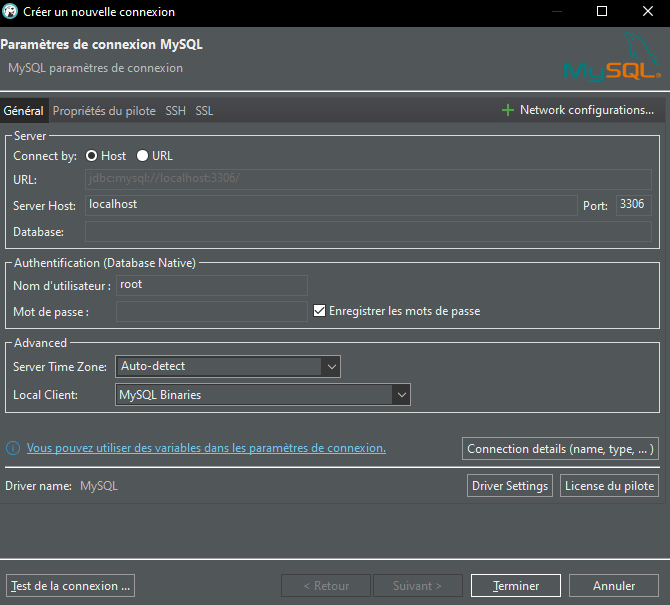 Créer un nouvelle connexion
Paramètres de connexion MySQL
MySQL paramètres de connexion
MySQL
Général Propriétés du pilote SSH SSL Network configurations...
Server
Connect by: Host URL
URL: jdbc:mysql://localhost:3306/
Server Host: localhost Port: 3306
Database:
Authentification (Database Native)
Nom d'utilisateur : root
Mot de passe : Enregistrer les mots de passe
Advanced
Server Time Zone: Auto-detect
Local Client: MySQL Binaries
Vous pouvez utiliser des variables dans les paramètres de connexion. Connection details (name, type, ... )
Driver name: MySQL Driver Settings License du pilote
Test de la connexion ... < Retour Suivant > Terminer Annuler